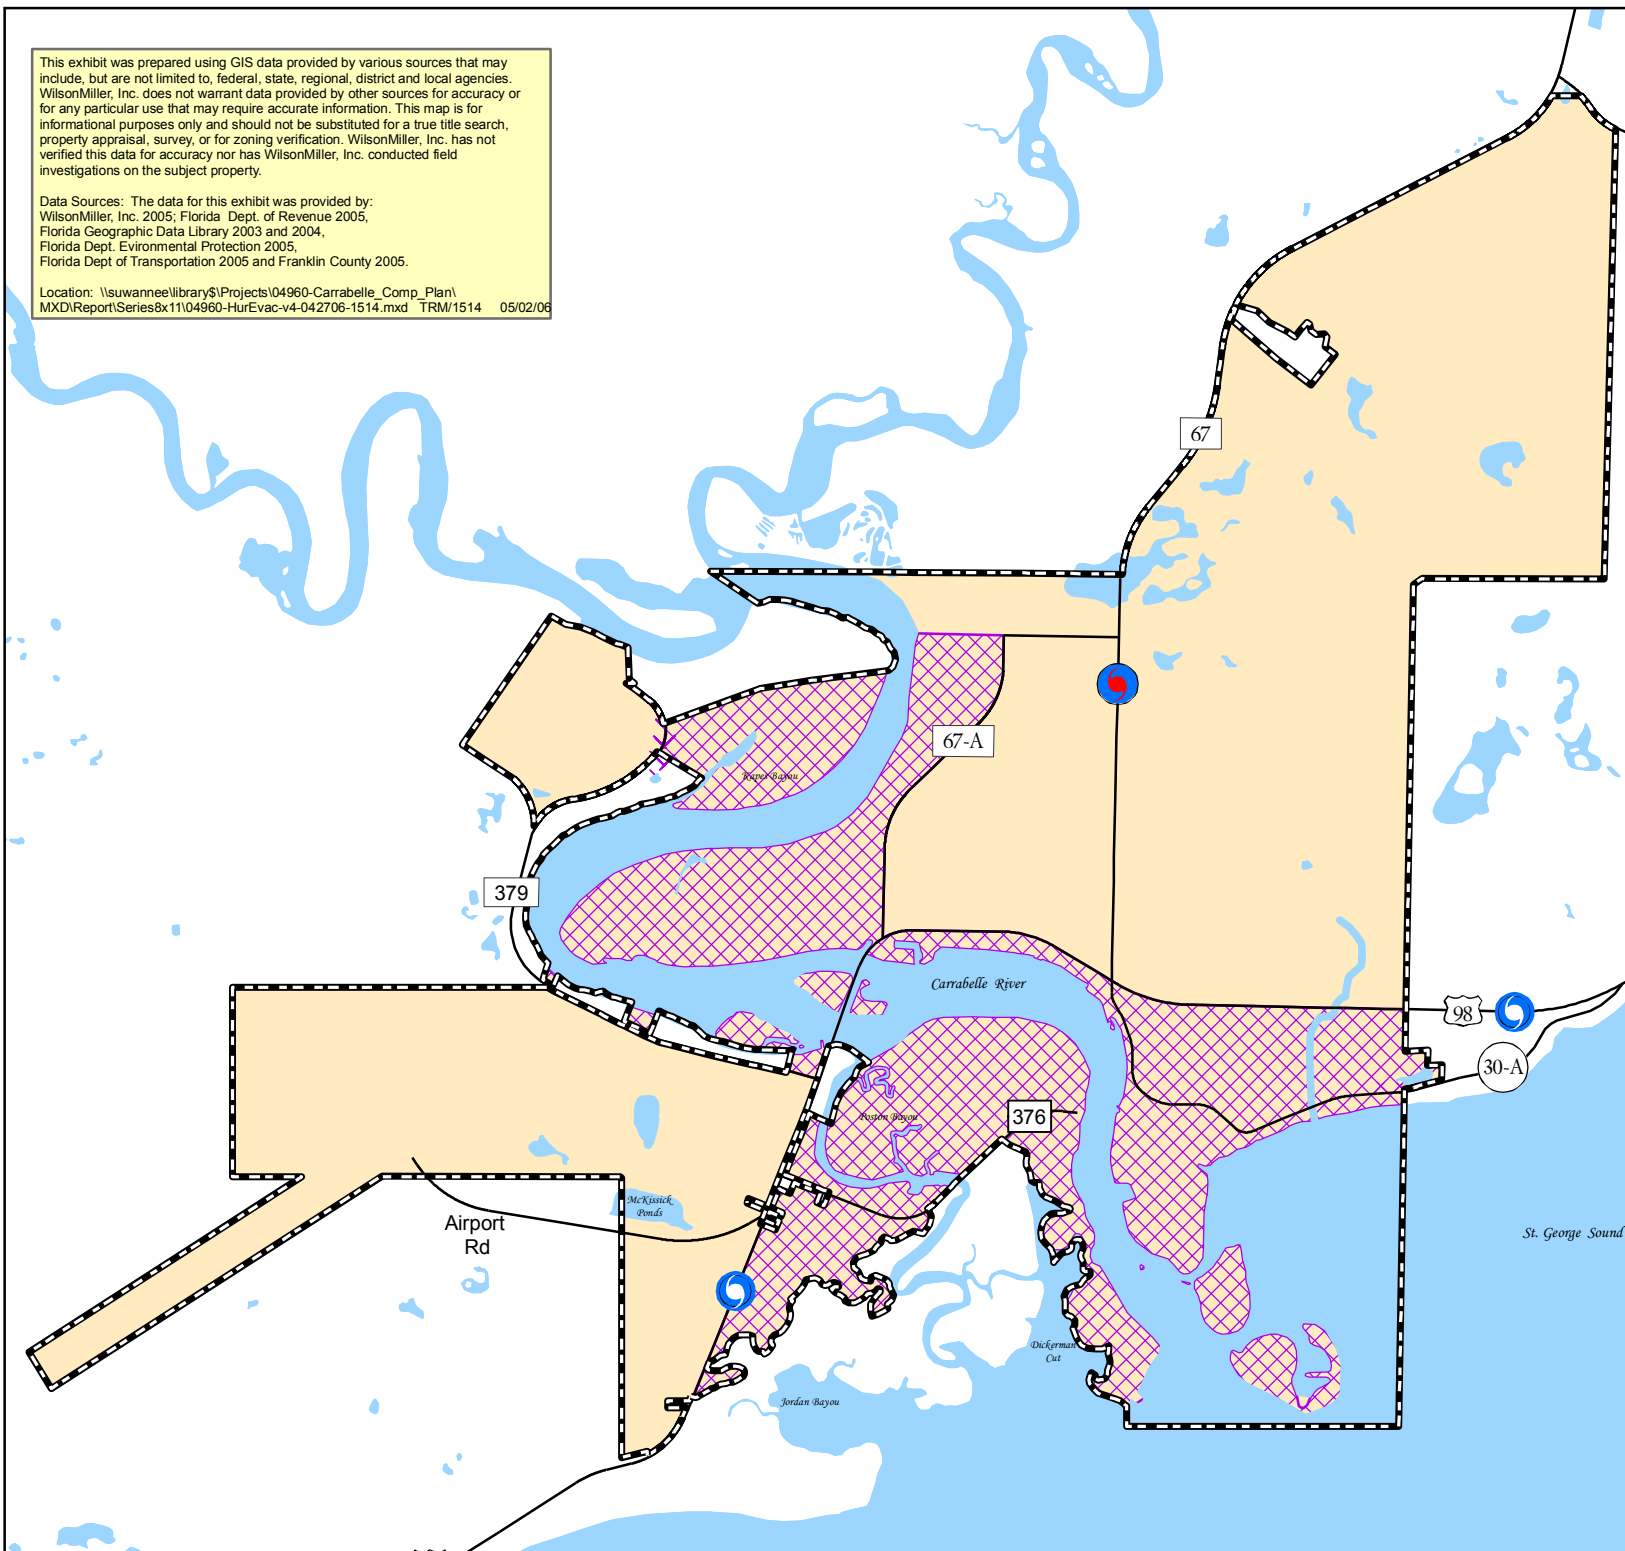 This exhibit was prepared using GIS data provided by various sources that may
include, but are not limited to, federal, state, regional, district and local agencies.
WilsonMiller, Inc. does not warrant data provided by other sources for accuracy or
for any particular use that may require accurate information. This map is for
informational purposes only and should not be substituted for a true title search,
property appraisal, survey, or for zoning verification. WilsonMiller, Inc. has not
verified this data for accuracy nor has WilsonMiller, Inc. conducted field
investigations on the subject property.
Data Sources: The data for this exhibit was provided by:
WilsonMiller, Inc. 2005; Florida Dept. of Revenue 2005,
Florida Geographic Data Library 2003 and 2004,
Florida Dept. Evironmental Protection 2005,
Florida Dept of Transportation 2005 and Franklin County 2005.
Location: \\suwannee\library$\Projects\04960-Carrabelle_Comp_Plan\
MXD\Report\Series8x11\04960-HurEvac-v4-042706-1514.mxd TRM/1514 05/02/06
67
67-A
Bayou
379
Carrabelle River
98
30-A
376
Poston Bayou
McKissick
Ponds
Airport
Rd
St. George Sound
Dickerman
Cut
Jordan Bayou